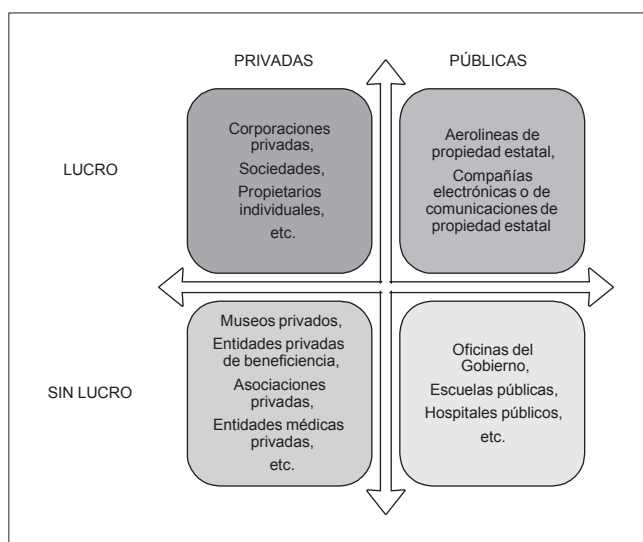 PRIVADAS
PÚBLICAS
LUCRO
Corporaciones
privadas,
Sociedades,
Propietarios
individuales,
etc.
Aerolineas de
propiedad estatal,
Compañías
electrónicas o de
comunicaciones de
propiedad estatal
SIN LUCRO
Museos privados,
Entidades privadas
de beneficiencia,
Asociaciones
privadas,
Entidades médicas
privadas,
etc.
Oficinas del
Gobierno,
Escuelas públicas,
Hospitales públicos,
etc.